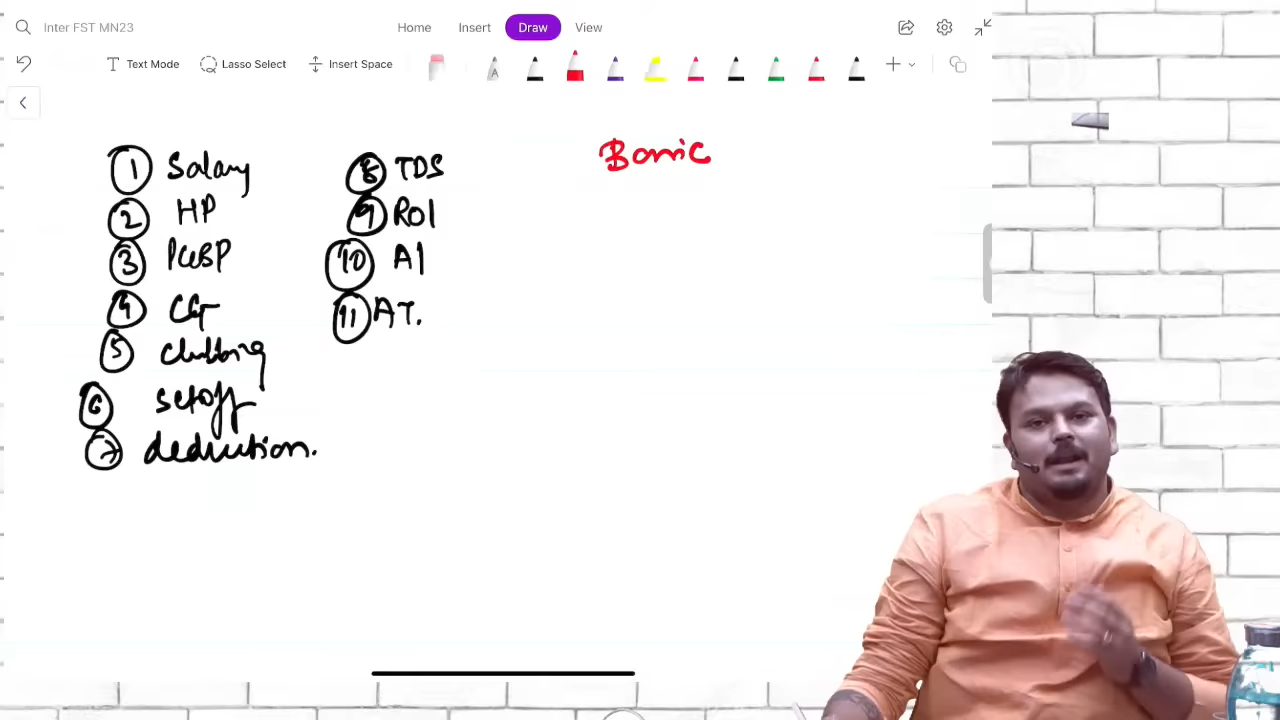 Inter FST MN23
Home Insert Draw View
Text Mode Lasso Select Insert Space
① Salary
② HP
③ PGBP
④ CG
⑤ clubbing
⑥ setoff
⑦ deduction.
⑧ TDS
⑨ ROI
⑩ AI
⑪ AT.
Basic